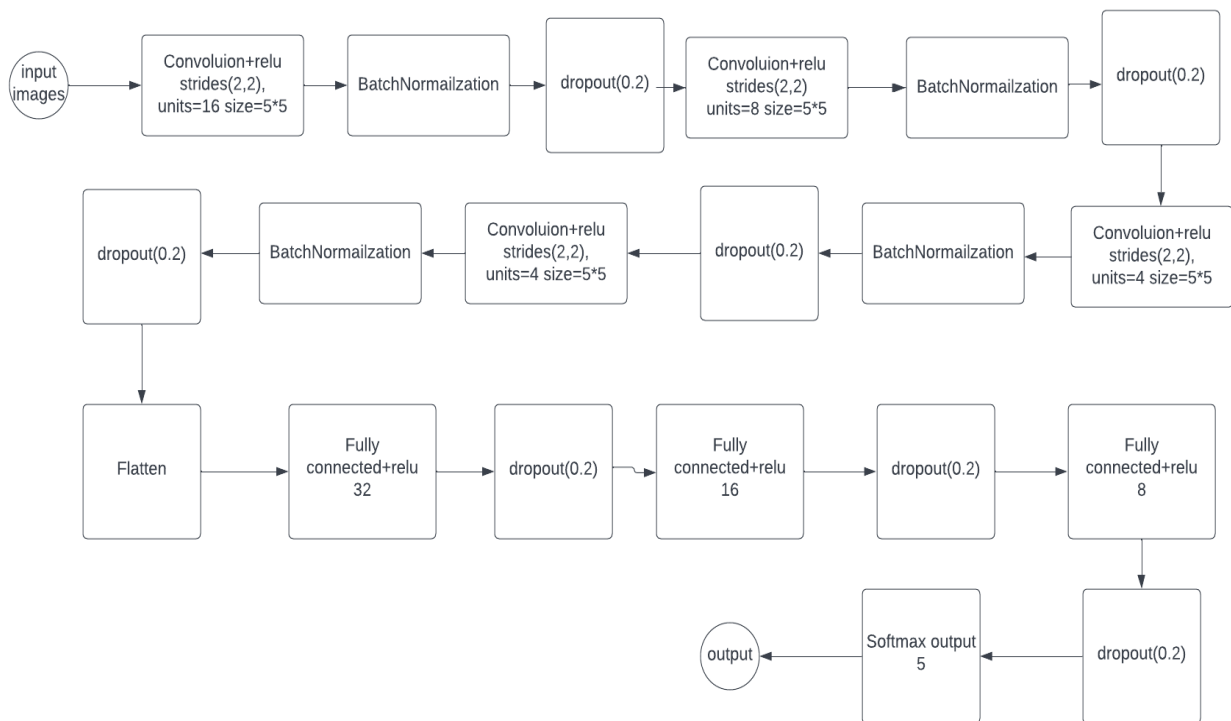 input
images
Convoluion+relu
strides(2,2),
units=16 size=5*5
BatchNormailzation
dropout(0.2)
Convoluion+relu
strides(2,2)
units=8 size=5*5
BatchNormailzation
dropout(0.2)
Convoluion+relu
strides(2,2),
units=4 size=5*5
BatchNormailzation
dropout(0.2)
Convoluion+relu
strides(2,2),
units=4 size=5*5
BatchNormailzation
dropout(0.2)
Flatten
Fully
connected+relu
32
dropout(0.2)
Fully
connected+relu
16
dropout(0.2)
Fully
connected+relu
8
dropout(0.2)
Softmax output
5
output